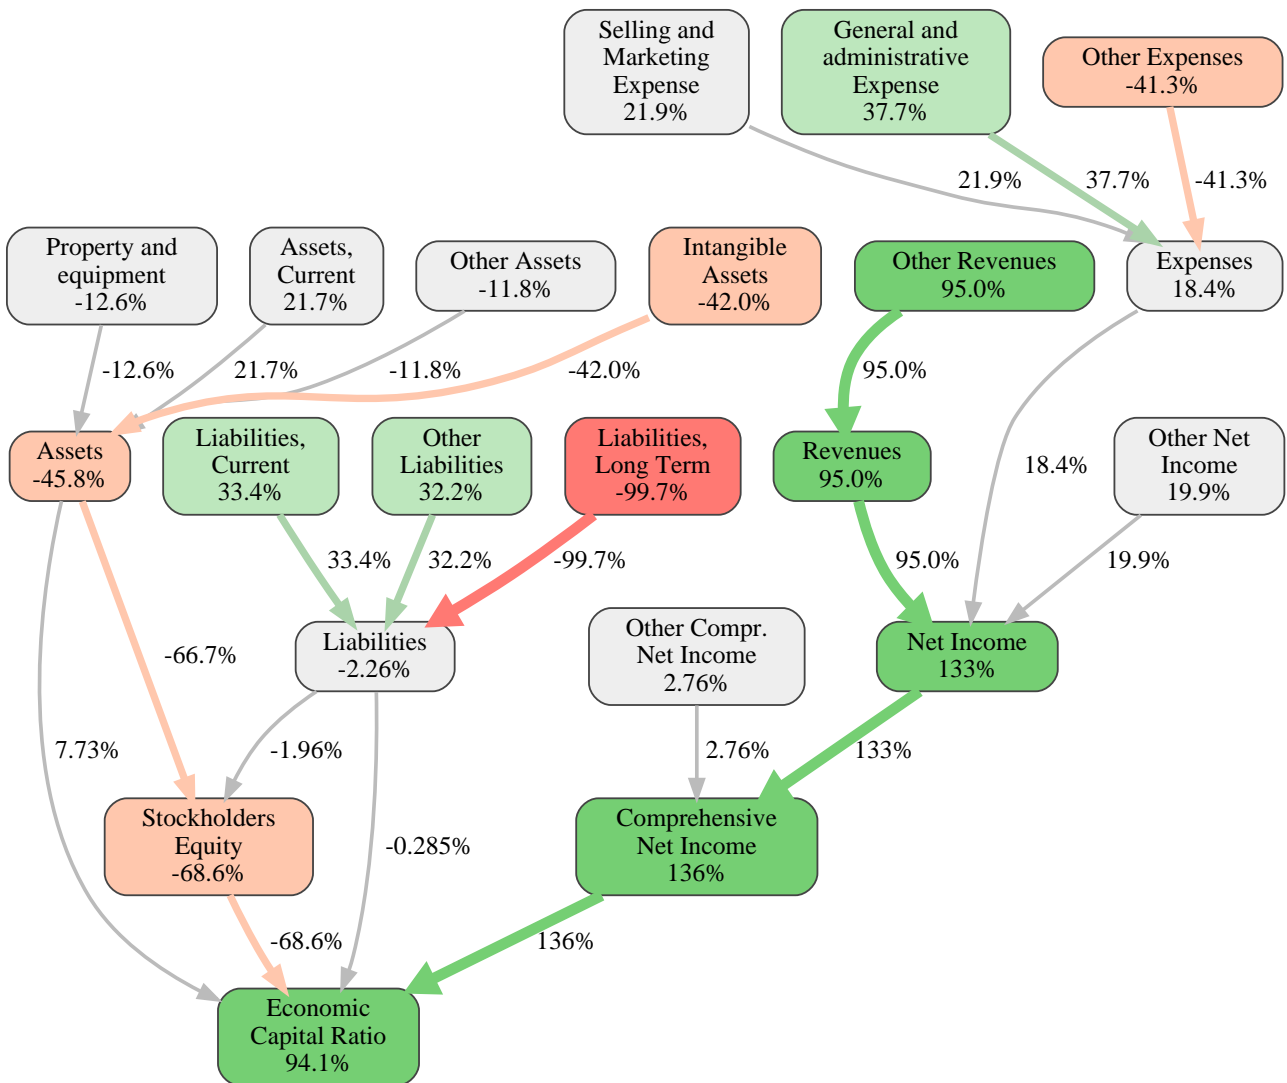 Selling and
Marketing
Expense
21.9%
General and
administrative
Expense
37.7%
Other Expenses
-41.3%
21.9%
37.7%
-41.3%
Property and
equipment
-12.6%
Assets,
Current
21.7%
Other Assets
-11.8%
Intangible
Assets
-42.0%
Other Revenues
95.0%
Expenses
18.4%
-12.6%
21.7%
-11.8%
-42.0%
95.0%
Assets
-45.8%
Liabilities,
Current
33.4%
Other
Liabilities
32.2%
Liabilities,
Long Term
-99.7%
Revenues
95.0%
18.4%
Other Net
Income
19.9%
33.4%
32.2%
-99.7%
95.0%
19.9%
-66.7%
Liabilities
-2.26%
Other Compr.
Net Income
2.76%
Net Income
133%
7.73%
-1.96%
2.76%
133%
Stockholders
Equity
-68.6%
-0.285%
Comprehensive
Net Income
136%
-68.6%
136%
Economic
Capital Ratio
94.1%